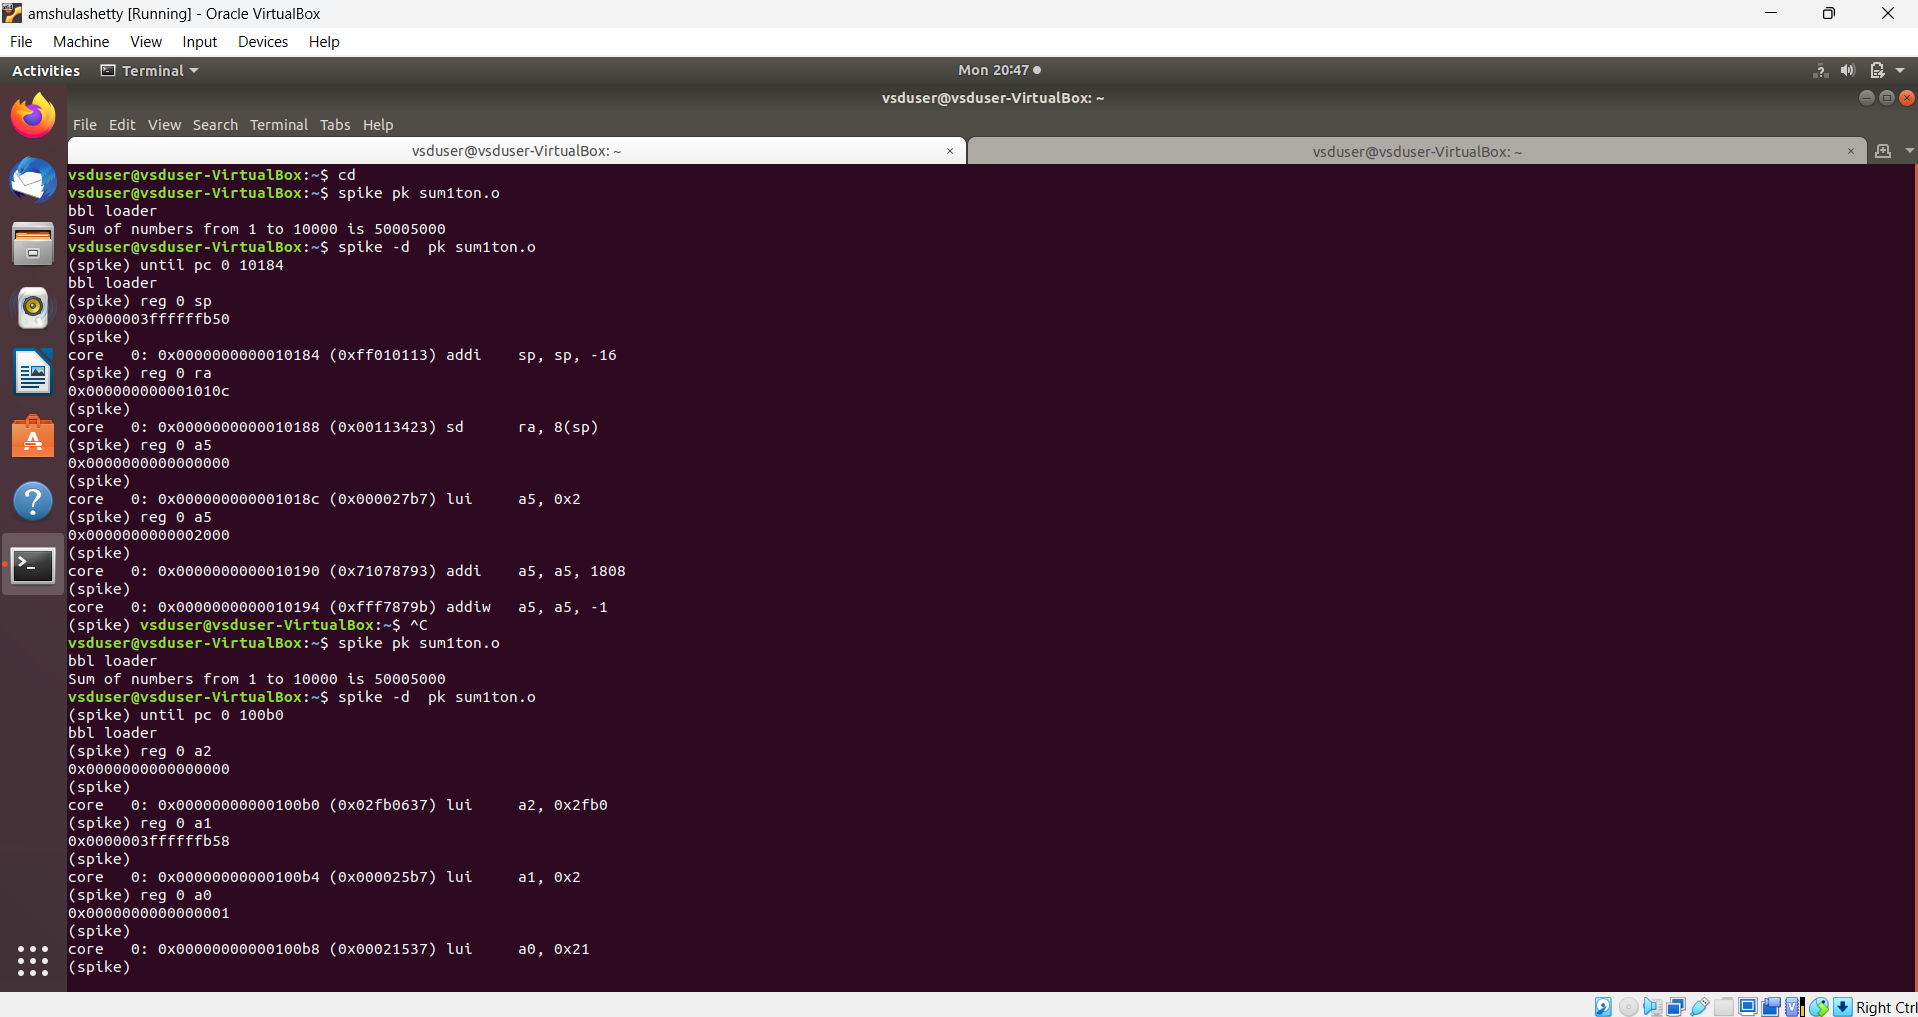 amshulashetty [Running] - Oracle VirtualBox
File Machine View Input Devices Help
Activities Terminal Mon 20:47
vsduser@vsduser-VirtualBox: ~
File Edit View Search Terminal Tabs Help
vsduser@vsduser-VirtualBox: ~ × vsduser@vsduser-VirtualBox: ~ ×
vsduser@vsduser-VirtualBox:~$ cd
vsduser@vsduser-VirtualBox:~$ spike pk sum1ton.o
bbl loader
Sum of numbers from 1 to 10000 is 50005000
vsduser@vsduser-VirtualBox:~$ spike -d  pk sum1ton.o
(spike) until pc 0 10184
bbl loader
(spike) reg 0 sp
0x0000003ffffffb50
(spike)
core   0: 0x0000000000010184 (0xff010113) addi    sp, sp, -16
(spike) reg 0 ra
0x000000000001010c
(spike)
core   0: 0x0000000000010188 (0x00113423) sd      ra, 8(sp)
(spike) reg 0 a5
0x0000000000000000
(spike)
core   0: 0x000000000001018c (0x000027b7) lui     a5, 0x2
(spike) reg 0 a5
0x0000000000002000
(spike)
core   0: 0x0000000000010190 (0x71078793) addi    a5, a5, 1808
(spike)
core   0: 0x0000000000010194 (0xfff7879b) addiw   a5, a5, -1
(spike) vsduser@vsduser-VirtualBox:~$ ^C
vsduser@vsduser-VirtualBox:~$ spike pk sum1ton.o
bbl loader
Sum of numbers from 1 to 10000 is 50005000
vsduser@vsduser-VirtualBox:~$ spike -d  pk sum1ton.o
(spike) until pc 0 100b0
bbl loader
(spike) reg 0 a2
0x0000000000000000
(spike)
core   0: 0x00000000000100b0 (0x02fb0637) lui     a2, 0x2fb0
(spike) reg 0 a1
0x0000003ffffffb58
(spike)
core   0: 0x00000000000100b4 (0x000025b7) lui     a1, 0x2
(spike) reg 0 a0
0x0000000000000001
(spike)
core   0: 0x00000000000100b8 (0x00021537) lui     a0, 0x21
(spike)
Right Ctrl